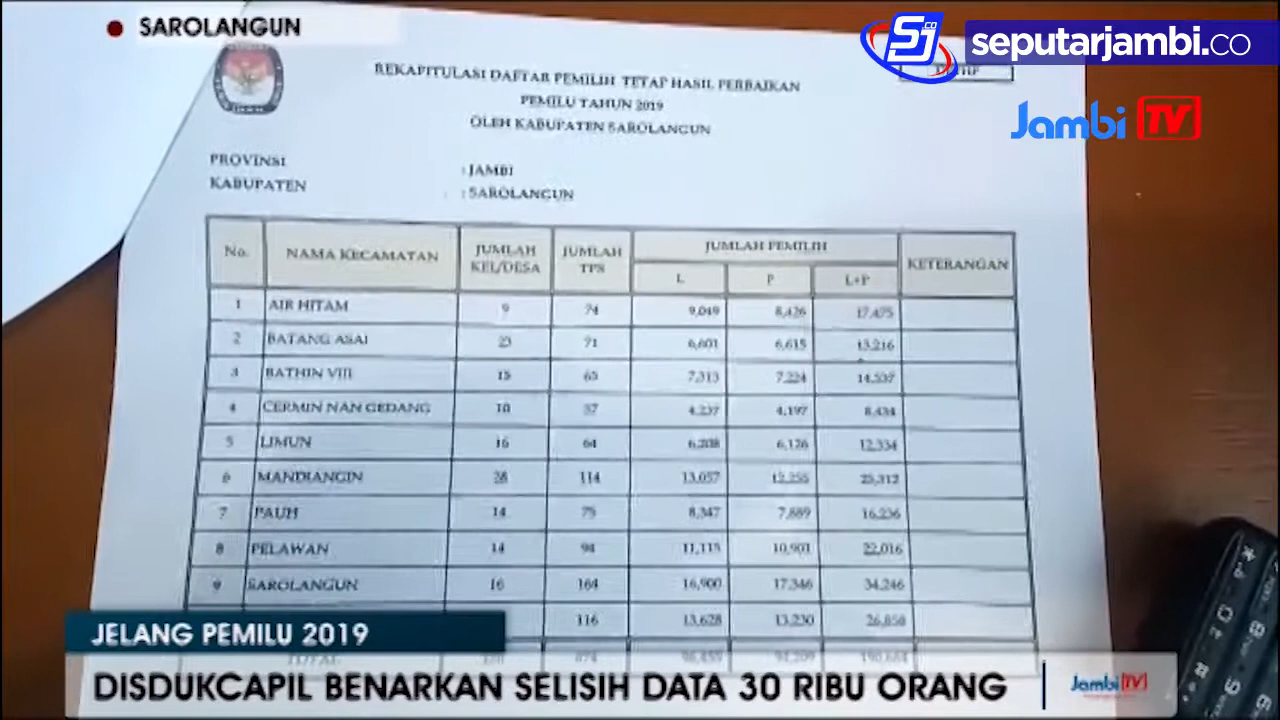 SAROLANGUN
SJ.co
seputarjambi.co
Jambi TV
REKAPITULASI DAFTAR PEMILIH TETAP HASIL PERBAIKAN
PEMILU TAHUN 2019
OLEH KABUPATEN SAROLANGUN
PROVINSI : JAMBI
KABUPATEN : SAROLANGUN
No. NAMA KECAMATAN JUMLAH KEL/DESA JUMLAH TPS JUMLAH PEMILIH KETERANGAN
L P L+P
1 AIR HITAM 9 74 9,049 8,426 17,475
2 BATANG ASAI 23 71 6,601 6,615 13,216
3 BATHIN VIII 15 65 7,313 7,224 14,537
4 CERMIN NAN GEDANG 10 37 4,237 4,197 8,434
5 LIMUN 16 64 6,208 6,126 12,334
6 MANDIANGIN 28 114 13,057 12,255 25,312
7 PAUH 14 75 8,347 7,889 16,236
8 PELAWAN 14 94 11,115 10,901 22,016
9 SAROLANGUN 16 164 16,900 17,346 34,246
116 13,628 13,230 26,858
TOTAL
JELANG PEMILU 2019
DISDUKCAPIL BENARKAN SELISIH DATA 30 RIBU ORANG
Jambi TV